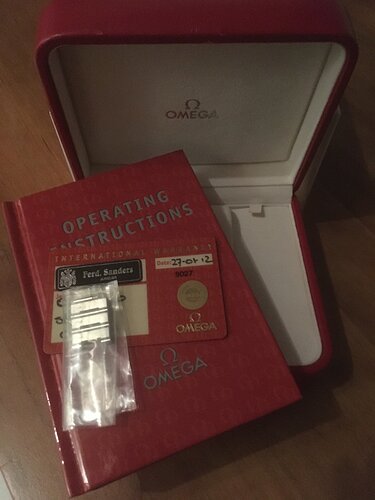 Ω
OMEGA
OPERATING
INSTRUCTIONS
INTERNATIONAL WARRANTY
Ferd. Sanders
Date: 27-01 12
9027
Ω
OMEGA
Ω
OMEGA